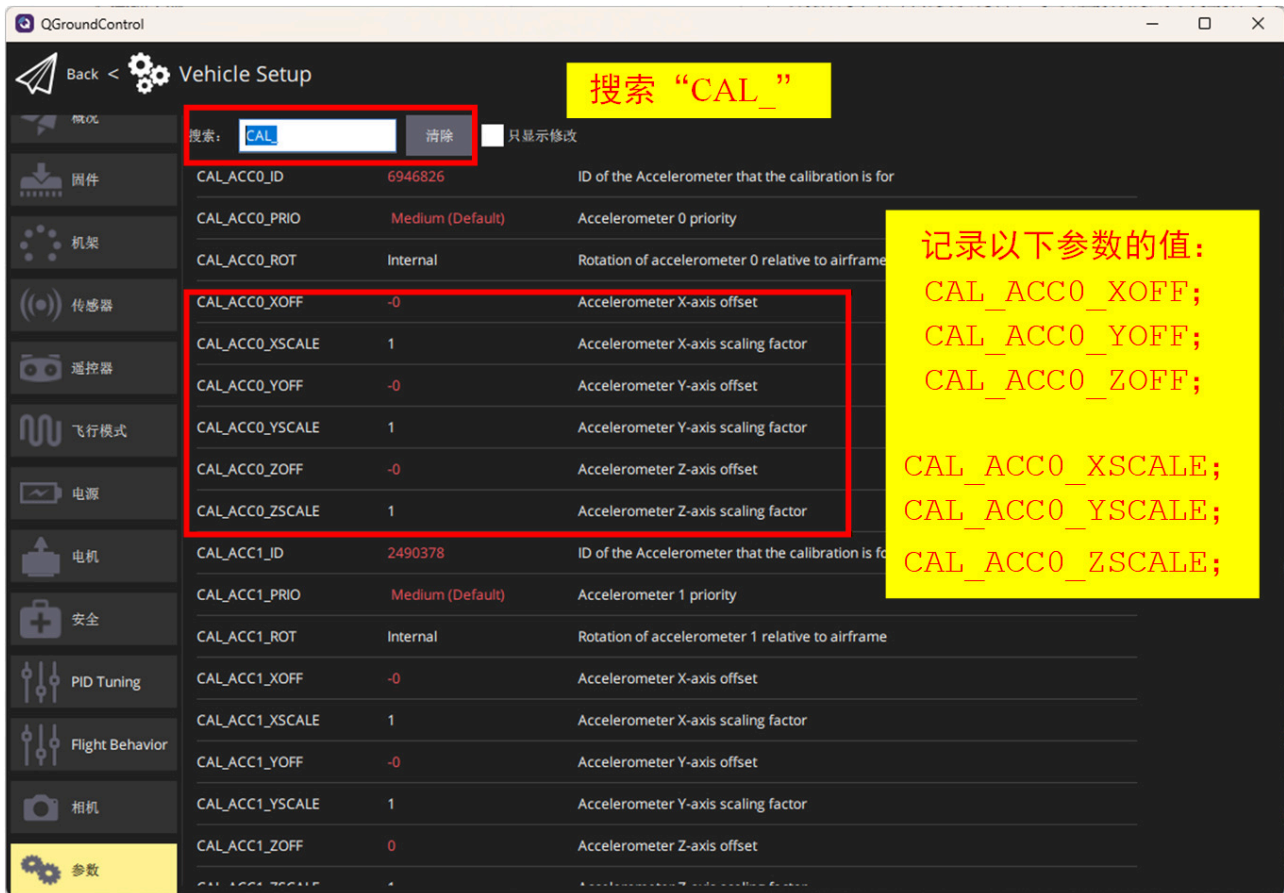 QGroundControl
Back < Vehicle Setup
搜索“CAL_”
概况
搜索： CAL_ 清除 只显示修改
CAL_ACC0_ID 6946826 ID of the Accelerometer that the calibration is for
固件
CAL_ACC0_PRIO Medium (Default) Accelerometer 0 priority
机架
CAL_ACC0_ROT Internal Rotation of accelerometer 0 relative to airframe
传感器
CAL_ACC0_XOFF -0 Accelerometer X-axis offset
CAL_ACC0_XSCALE 1 Accelerometer X-axis scaling factor
遥控器
CAL_ACC0_YOFF -0 Accelerometer Y-axis offset
飞行模式
CAL_ACC0_YSCALE 1 Accelerometer Y-axis scaling factor
CAL_ACC0_ZOFF -0 Accelerometer Z-axis offset
电源
CAL_ACC0_ZSCALE 1 Accelerometer Z-axis scaling factor
电机
CAL_ACC1_ID 2490378 ID of the Accelerometer that the calibration is
CAL_ACC1_PRIO Medium (Default) Accelerometer 1 priority
安全
CAL_ACC1_ROT Internal Rotation of accelerometer 1 relative to airframe
PID Tuning
CAL_ACC1_XOFF -0 Accelerometer X-axis offset
CAL_ACC1_XSCALE 1 Accelerometer X-axis scaling factor
Flight Behavior
CAL_ACC1_YOFF -0 Accelerometer Y-axis offset
相机
CAL_ACC1_YSCALE 1 Accelerometer Y-axis scaling factor
CAL_ACC1_ZOFF 0 Accelerometer Z-axis offset
参数
CAL_ACC1_ZSCALE 1 Accelerometer Z-axis scaling factor
记录以下参数的值：
CAL_ACC0_XOFF;
CAL_ACC0_YOFF;
CAL_ACC0_ZOFF;
CAL_ACC0_XSCALE;
CAL_ACC0_YSCALE;
CAL_ACC0_ZSCALE;